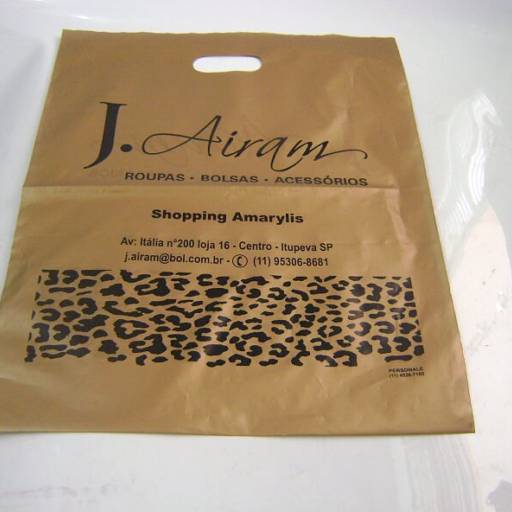 J. Airam
ROUPAS - BOLSAS - ACESSÓRIOS
Shopping Amarylis
Av: Itália n°200 loja 16 - Centro - Itupeva SP
j.airam@bol.com.br - (11) 95306-8681
PERSONALE